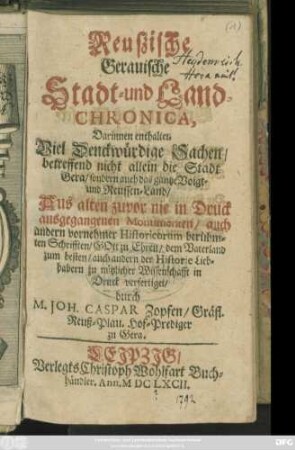 Reußische
Gerauische
Stadt-und Land-
CHRONICA,
Darinnen enthalten
Viel Denckwürdige Sachen/
betreffend nicht allein die Stadt
Gera/ sondern auch das gantze Voigt-
und Reussen-Land/
Aus alten zuvor nie in Druck
ausgegangenen Monumenten/ auch
andern vornehmer Historicorum berühm-
ten Schrifften/ GOtt zu Ehren/ dem Vaterland
zum besten/ auch andern der Historie Lieb-
habern zu nützlicher Wissenschafft in
Druck verfertiget/
durch
M. JOH. CASPAR Zopfen/ Gräfl.
Reuß-Plau. Hof-Prediger
zu Gera.
LEIPZIG/
Verlegts Christoph Wohlfart Buch-
händler. Ann. M DC LXCII.
?
1792